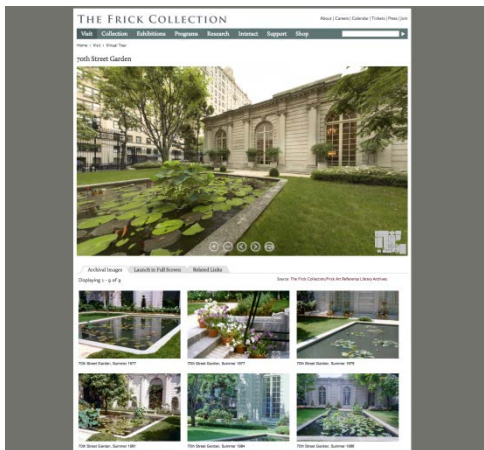 THE FRICK COLLECTION
About | Careers | Calendar | Tickets | Press | Join
Visit Collection Exhibitions Programs Research Interact Support Shop
Home / Visit / Virtual Tour
70th Street Garden
Archival Images Launch in Full Screen Related Links
Displaying 1 - 9 of 9
Source: The Frick Collection/Frick Art Reference Library Archives
70th Street Garden, Summer 1977
70th Street Garden, Summer 1977
70th Street Garden, Summer 1979
70th Street Garden, Summer 1981
70th Street Garden, Summer 1984
70th Street Garden, Summer 1988